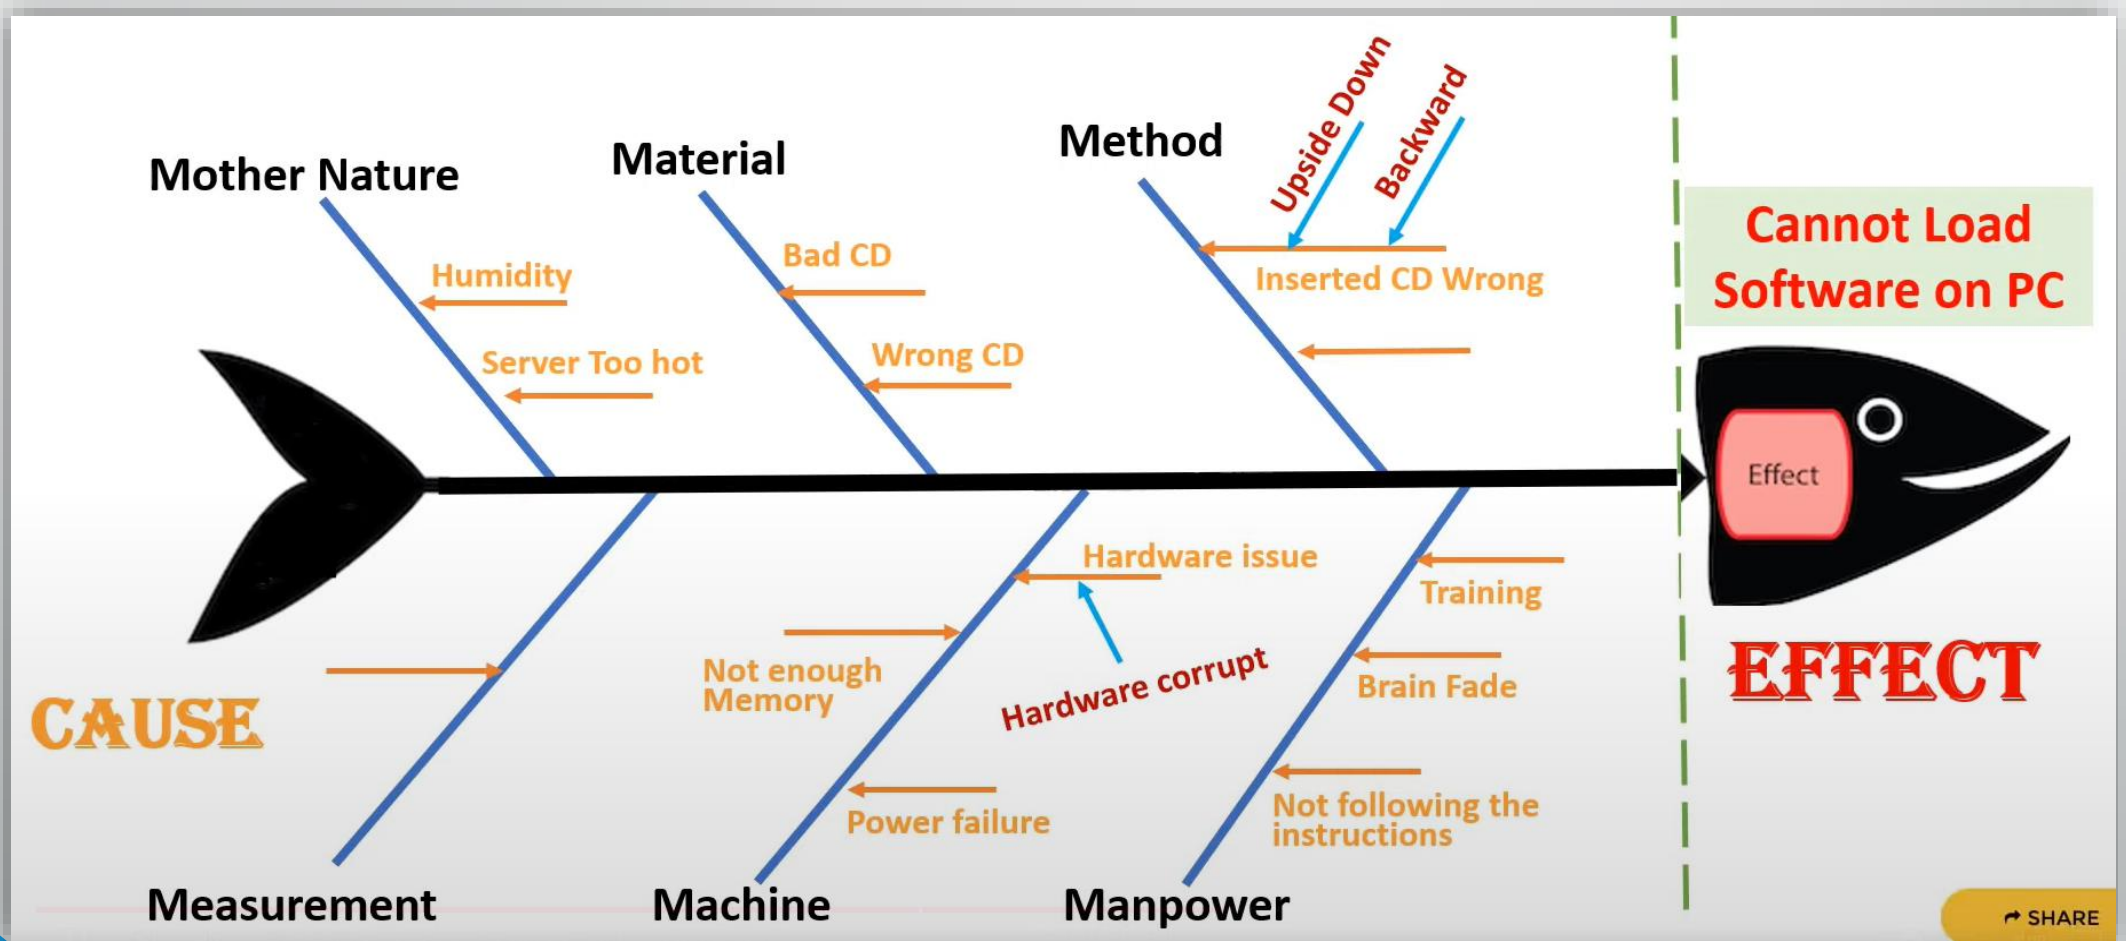 Upside Down
Backward
Mother Nature
Material
Method
Humidity
Bad CD
Inserted CD Wrong
Server Too hot
Wrong CD
Cannot Load
Software on PC
Effect
Hardware issue
Training
Not enough
Memory
Hardware corrupt
Brain Fade
CAUSE
EFFECT
Power failure
Not following the
instructions
Measurement
Machine
Manpower
SHARE